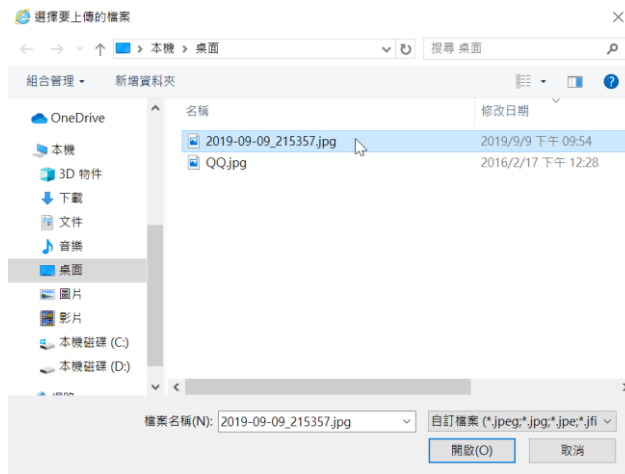 選擇要上傳的檔案
本機 > 桌面
搜尋 桌面
組合管理
新增資料夾
名稱
修改日期
OneDrive
本機
3D 物件
下載
文件
音樂
桌面
圖片
影片
本機磁碟 (C:)
本機磁碟 (D:)
2019-09-09_215357.jpg 2019/9/9 下午 09:54
QQ.jpg 2016/2/17 下午 12:28
檔案名稱(N): 2019-09-09_215357.jpg
自訂檔案 (*.jpeg;*.jpg;*.jpe;*.jfi
開啟(O)
取消